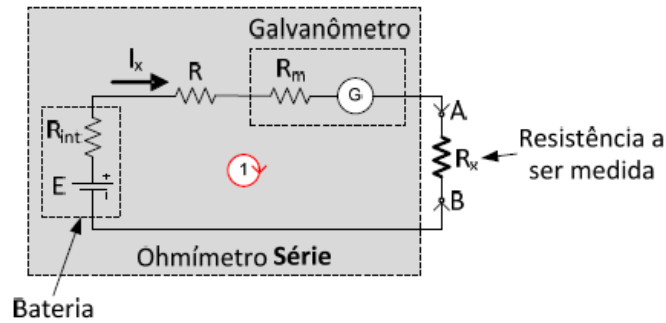 Galvanômetro
Ix
R
Rm
G
A
Rint
Rx
Resistência a
ser medida
1
E
+
B
Ohmímetro Série
Bateria